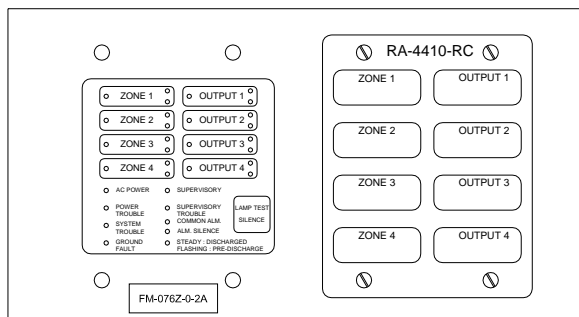 ZONE 1 OUTPUT 1
ZONE 2 OUTPUT 2
ZONE 3 OUTPUT 3
ZONE 4 OUTPUT 4
AC POWER SUPERVISORY
POWER TROUBLE
SUPERVISORY TROUBLE
SYSTEM TROUBLE
COMMON ALM.
ALM. SILENCE
GROUND FAULT
STEADY : DISCHARGED
FLASHING : PRE-DISCHARGE
LAMP TEST
SILENCE
FM-076Z-0-2A
RA-4410-RC
ZONE 1 OUTPUT 1
ZONE 2 OUTPUT 2
ZONE 3 OUTPUT 3
ZONE 4 OUTPUT 4